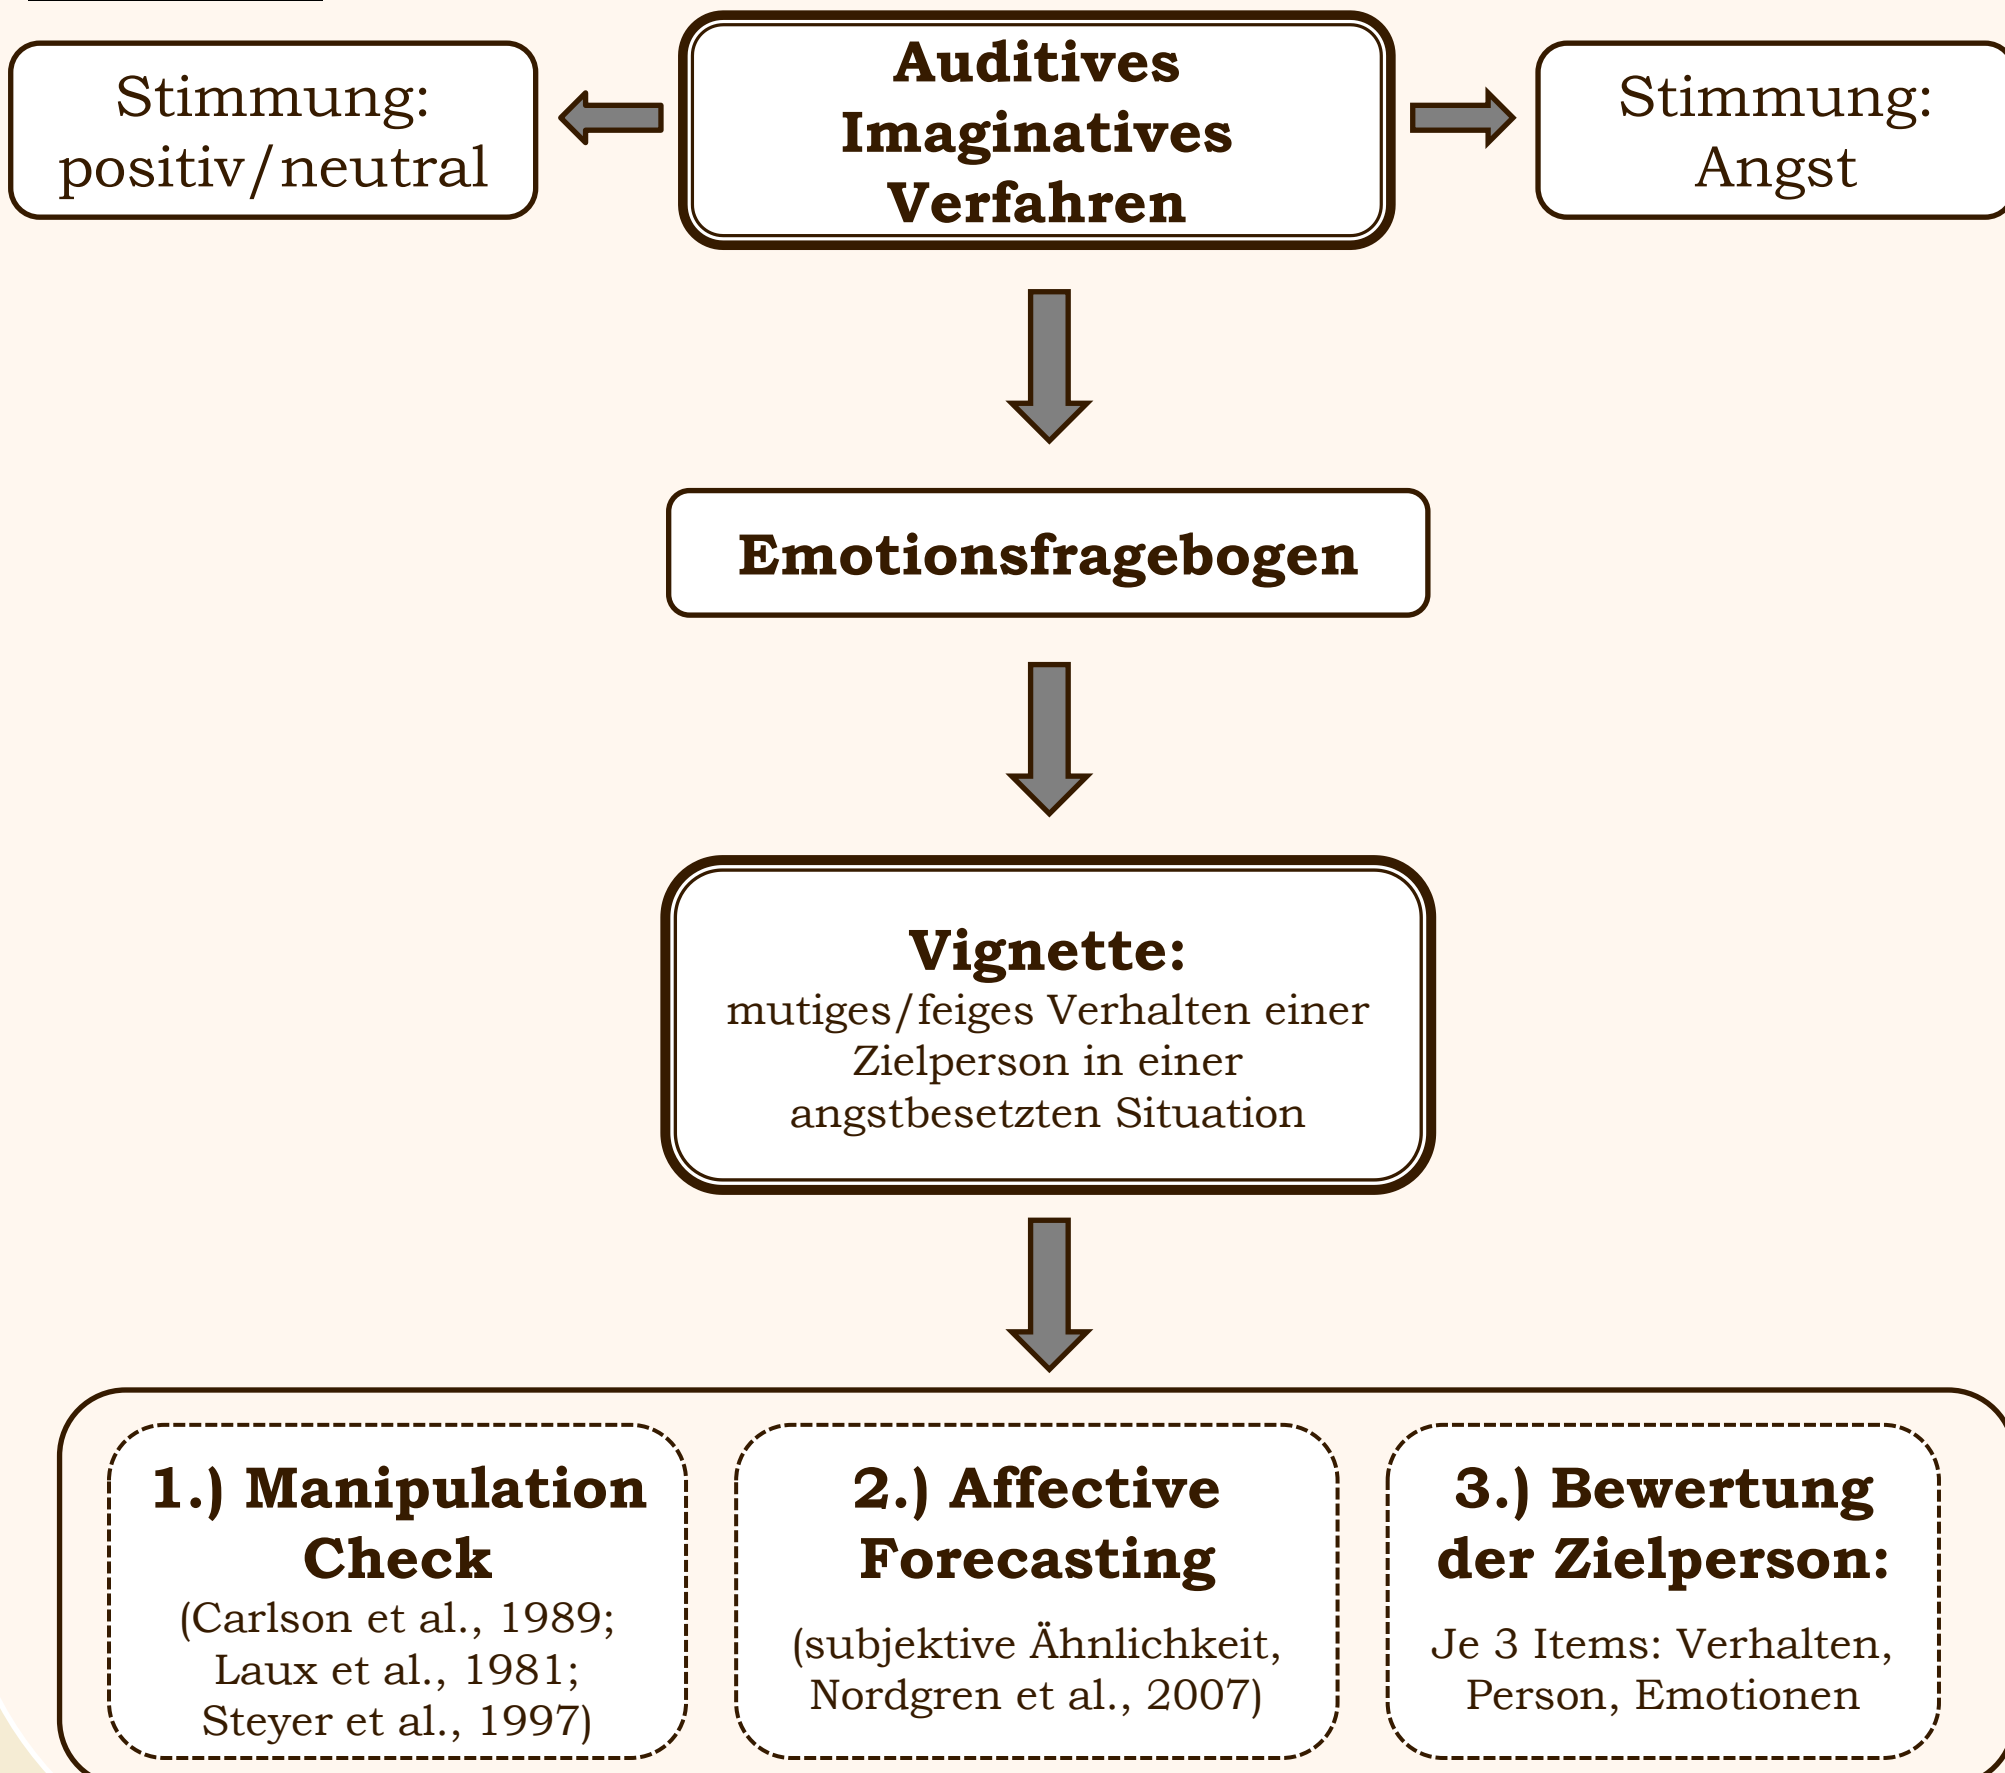 Stimmung:
positiv/neutral
Auditives
Imaginatives
Verfahren
Stimmung:
Angst
Emotionsfragebogen
Vignette:
mutiges/feiges Verhalten einer
Zielperson in einer
angstbesetzten Situation
1.) Manipulation
Check
(Carlson et al., 1989;
Laux et al., 1981;
Steyer et al., 1997)
2.) Affective
Forecasting
(subjektive Ähnlichkeit,
Nordgren et al., 2007)
3.) Bewertung
der Zielperson:
Je 3 Items: Verhalten,
Person, Emotionen